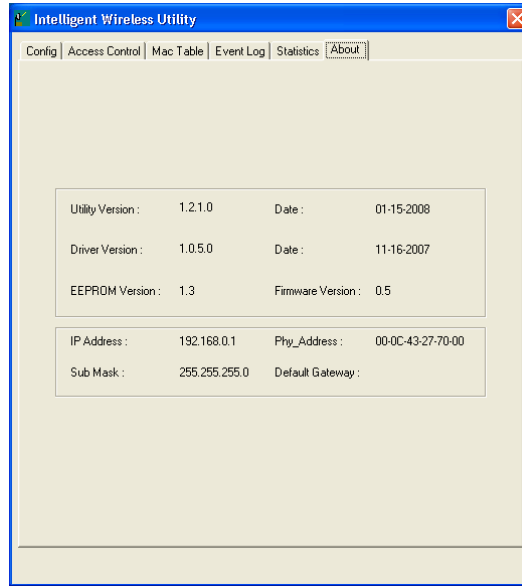 Intelligent Wireless Utility
Config Access Control Mac Table Event Log Statistics About
Utility Version : 1.2.1.0 Date : 01-15-2008
Driver Version : 1.0.5.0 Date : 11-16-2007
EEPROM Version : 1.3 Firmware Version : 0.5
IP Address : 192.168.0.1 Phy_Address : 00-0C-43-27-70-00
Sub Mask : 255.255.255.0 Default Gateway :